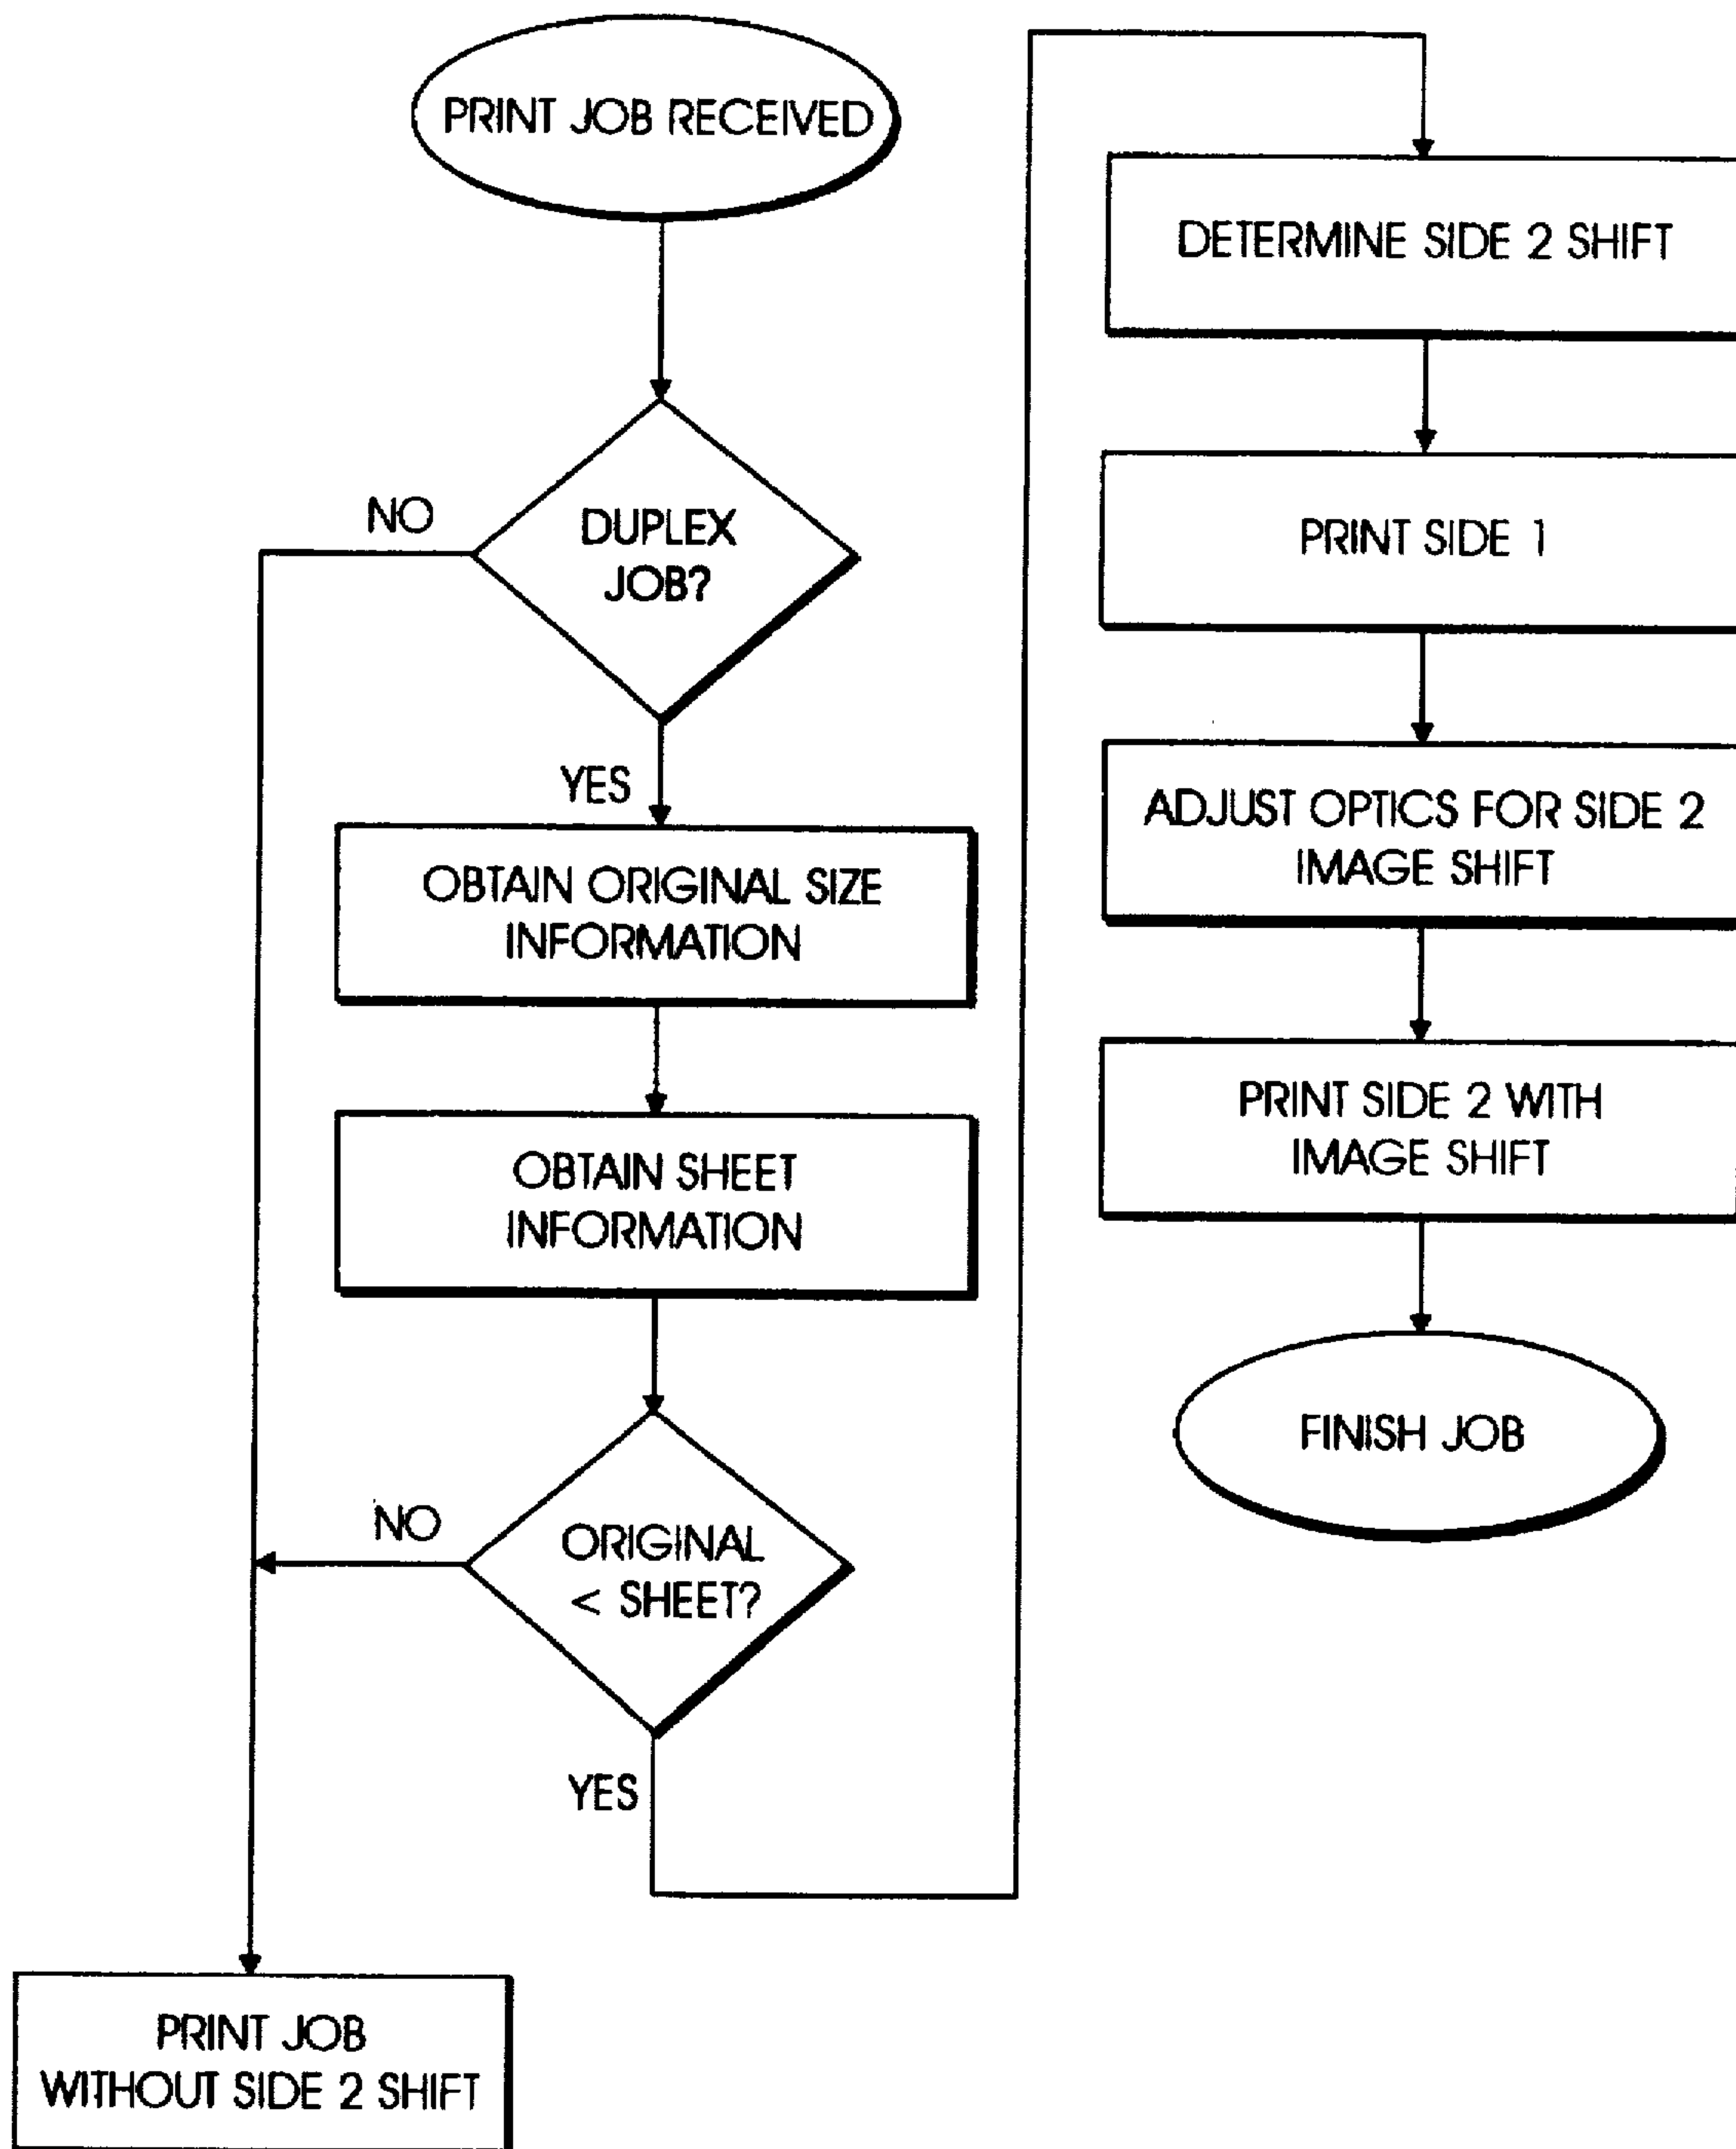 PRINT JOB RECEIVED
NO
DUPLEX
JOB?
YES
OBTAIN ORIGINAL SIZE
INFORMATION
OBTAIN SHEET
INFORMATION
NO
ORIGINAL
< SHEET?
YES
PRINT JOB
WITHOUT SIDE 2 SHIFT
DETERMINE SIDE 2 SHIFT
PRINT SIDE 1
ADJUST OPTICS FOR SIDE 2
IMAGE SHIFT
PRINT SIDE 2 WITH
IMAGE SHIFT
FINISH JOB